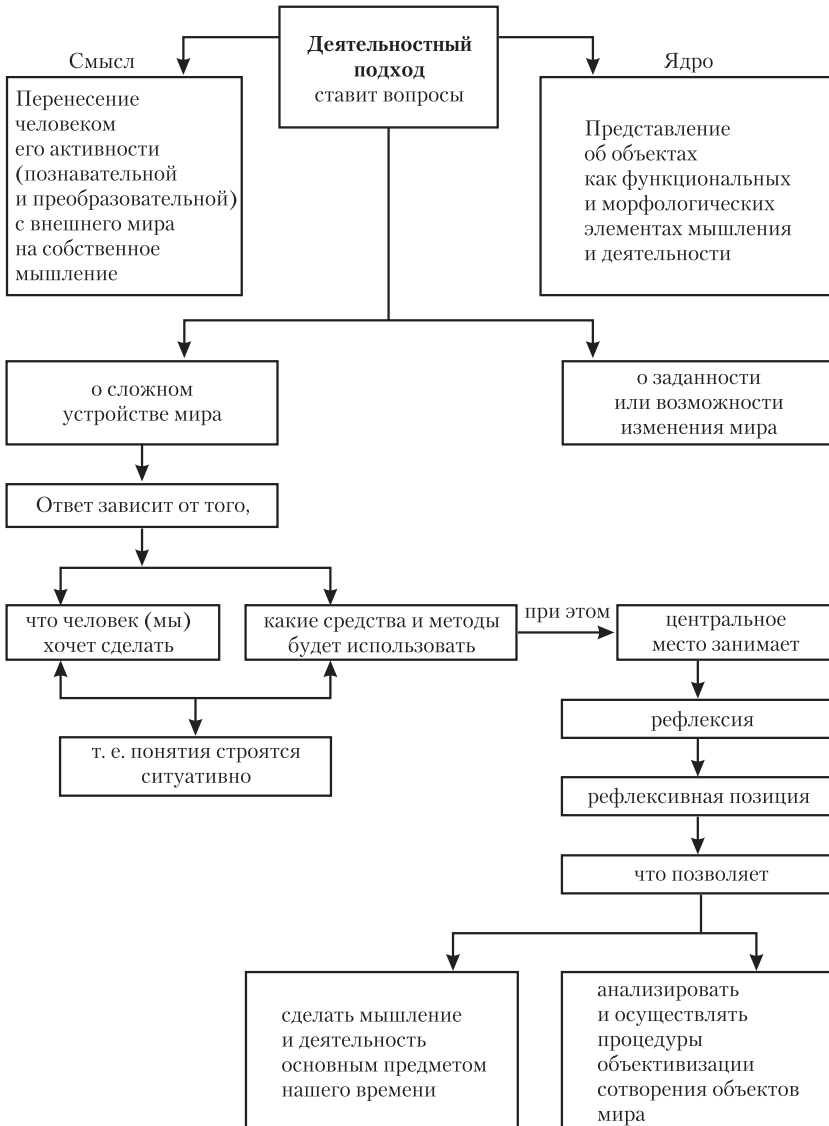 Деятельностный
подход
ставит вопросы
Смысл
Перенесение
человеком
его активности
(познавательной
и преобразовательной)
с внешнего мира
на собственное
мышление
Ядро
Представление
об объектах
как функциональных
и морфологических
элементах мышления
и деятельности
о сложном
устройстве мира
о заданности
или возможности
изменения мира
Ответ зависит от того,
что человек (мы)
хочет сделать
какие средства и методы
будет использовать
при этом
центральное
место занимает
т. е. понятия строятся
ситуативно
рефлексия
рефлексивная позиция
что позволяет
сделать мышление
и деятельность
основным предметом
нашего времени
анализировать
и осуществлять
процедуры
объективизации
сотворения объектов
мира